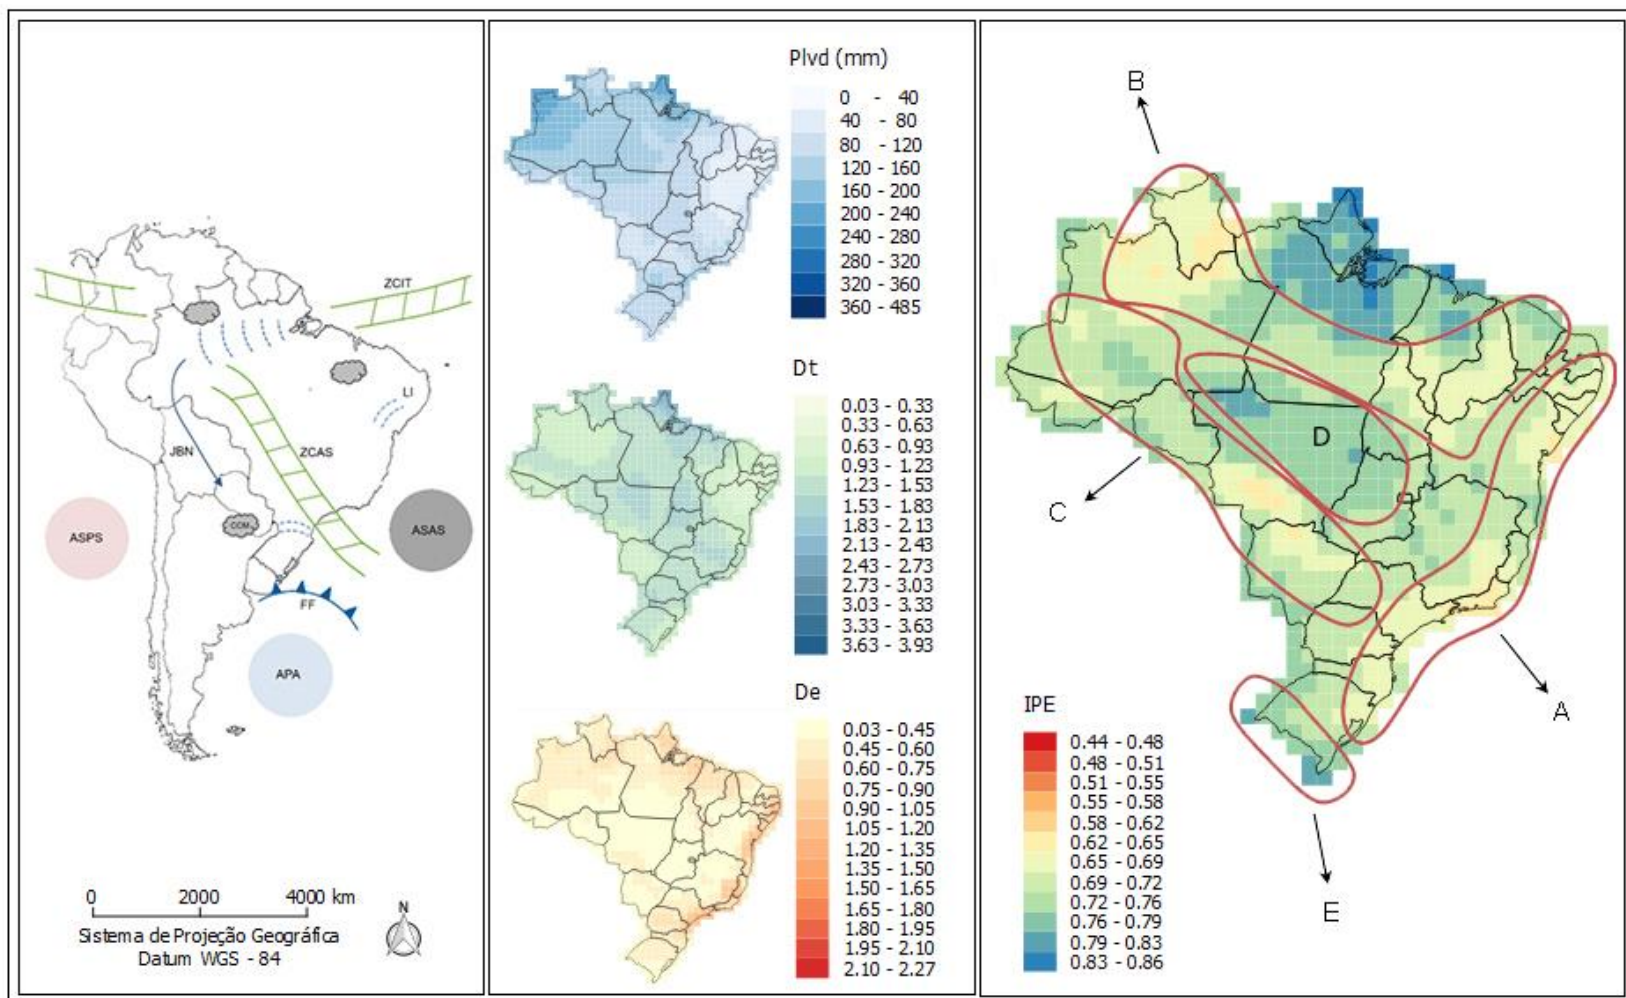 ZCIT
LI
JBN
ZCAS
ASPS
CCM
ASAS
FF
APA
0 2000 4000 km
Sistema de Projeção Geográfica
Datum WGS - 84
N
Plvd (mm)
0 - 40
40 - 80
80 - 120
120 - 160
160 - 200
200 - 240
240 - 280
280 - 320
320 - 360
360 - 485
Dt
0.03 - 0.33
0.33 - 0.63
0.63 - 0.93
0.93 - 1.23
1.23 - 1.53
1.53 - 1.83
1.83 - 2.13
2.13 - 2.43
2.43 - 2.73
2.73 - 3.03
3.03 - 3.33
3.33 - 3.63
3.63 - 3.93
De
0.03 - 0.45
0.45 - 0.60
0.60 - 0.75
0.75 - 0.90
0.90 - 1.05
1.05 - 1.20
1.20 - 1.35
1.35 - 1.50
1.50 - 1.65
1.65 - 1.80
1.80 - 1.95
1.95 - 2.10
2.10 - 2.27
B
D
C
A
E
IPE
0.44 - 0.48
0.48 - 0.51
0.51 - 0.55
0.55 - 0.58
0.58 - 0.62
0.62 - 0.65
0.65 - 0.69
0.69 - 0.72
0.72 - 0.76
0.76 - 0.79
0.79 - 0.83
0.83 - 0.86